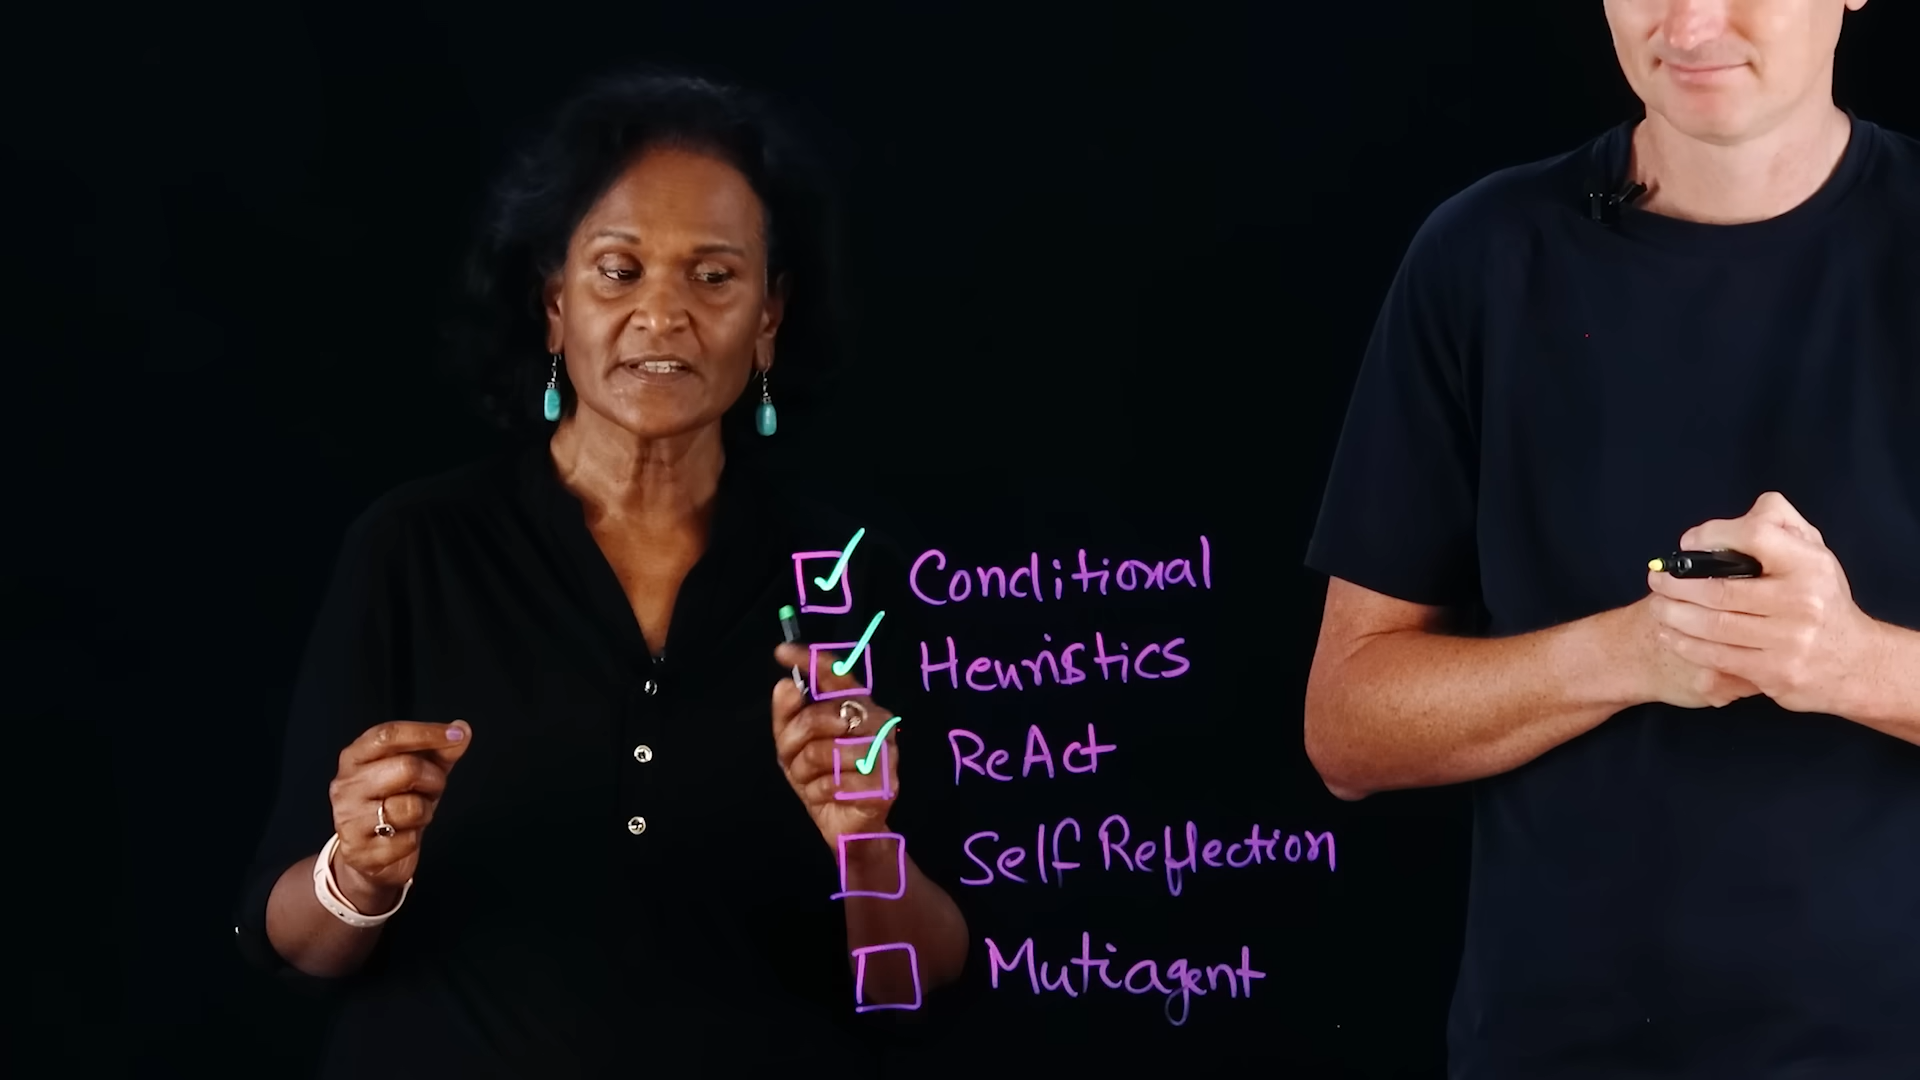 Conditional
Heuristics
ReAct
Self Reflection
Mutiagent